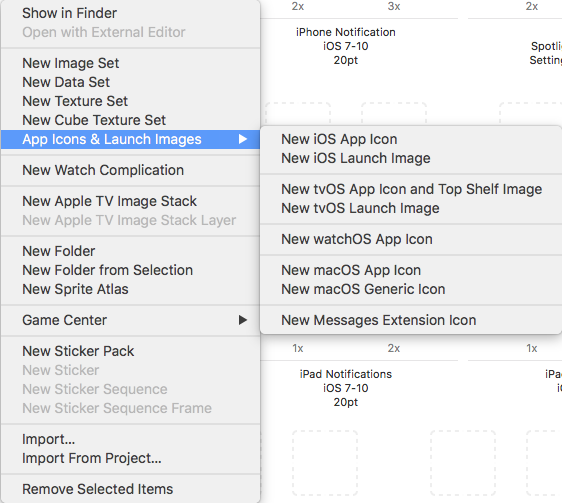 Show in Finder
Open with External Editor
New Image Set
New Data Set
New Texture Set
New Cube Texture Set
App Icons & Launch Images
New Watch Complication
New Apple TV Image Stack
New Apple TV Image Stack Layer
New Folder
New Folder from Selection
New Sprite Atlas
Game Center
New Sticker Pack
New Sticker
New Sticker Sequence
New Sticker Sequence Frame
Import...
Import From Project...
Remove Selected Items
2x 3x 2x
iPhone Notification
iOS 7-10
20pt
Spotli
Setting
New iOS App Icon
New iOS Launch Image
New tvOS App Icon and Top Shelf Image
New tvOS Launch Image
New watchOS App Icon
New macOS App Icon
New macOS Generic Icon
New Messages Extension Icon
1x 2x 1x
iPad Notifications
iOS 7-10
20pt
iPa